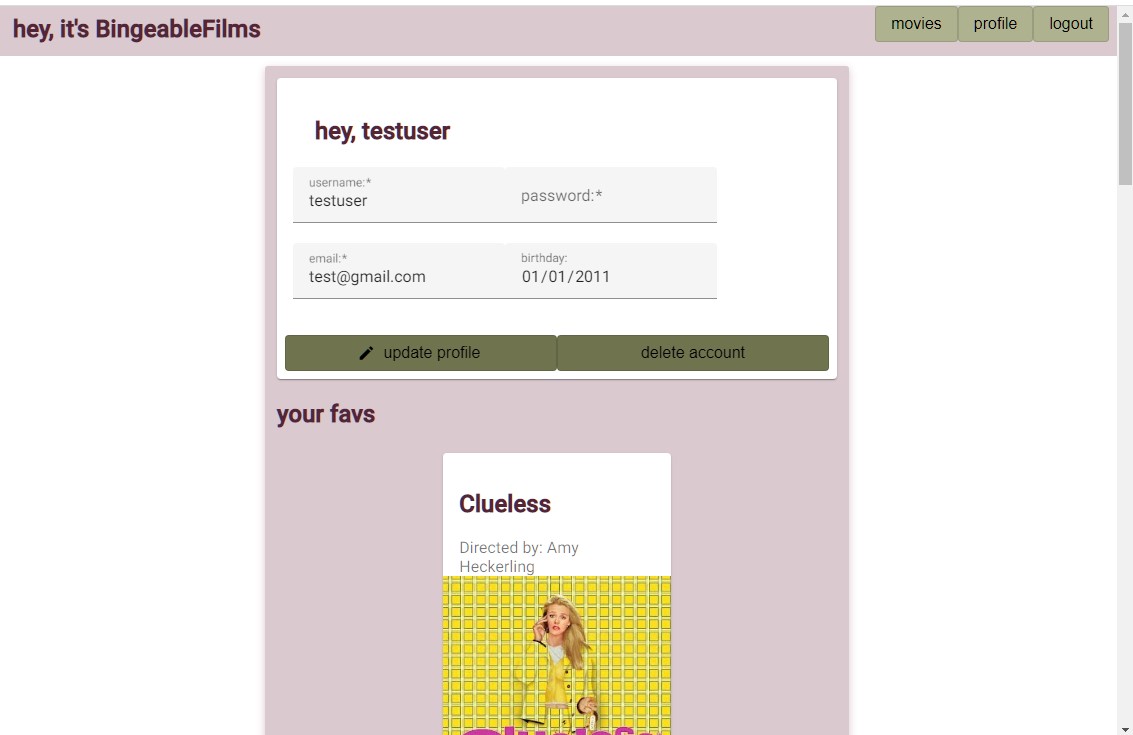 hey, it's BingeableFilms
movies profile logout
hey, testuser
username:*
testuser
password:*
email:*
test@gmail.com
birthday:
01/01/2011
update profile
delete account
your favs
Clueless
Directed by: Amy
Heckerling
Clueless